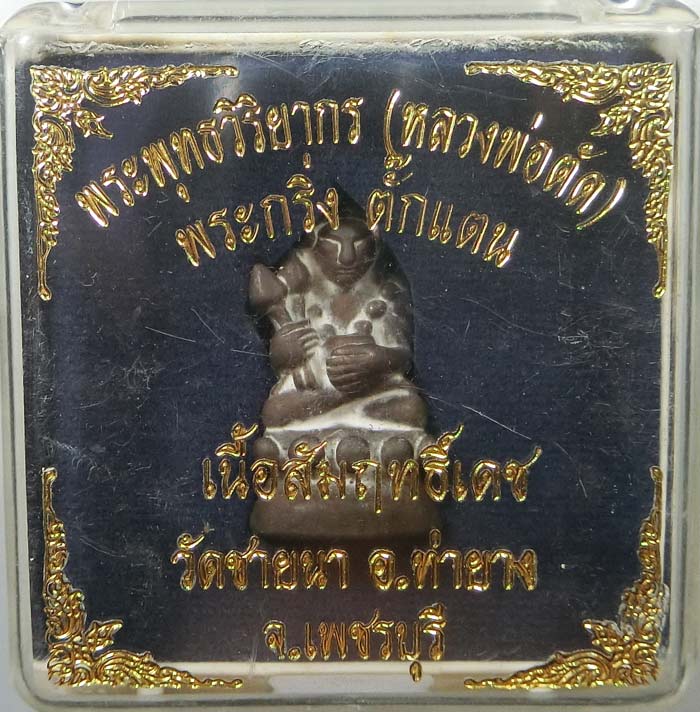 พระพุทธวิริยากร (หลวงพ่อตัด)
พระกริ่ง ตั๊กแตน
เนื้อสัมฤทธิ์เดช
วัดชายนา อ.ท่ายาง
จ.เพชรบุรี